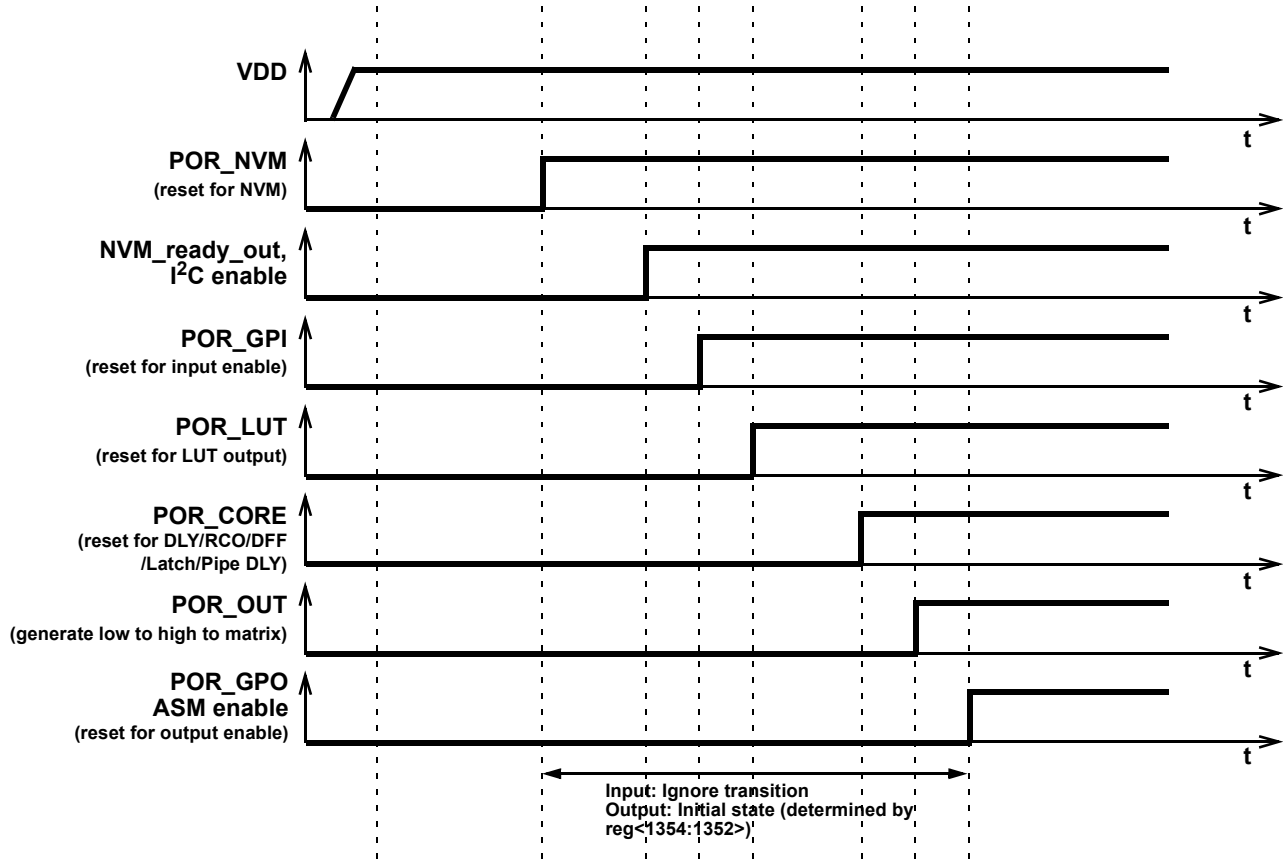 VDD
t
POR_NVM
(reset for NVM)
t
NVM_ready_out,
I²C enable
t
POR_GPI
(reset for input enable)
t
POR_LUT
(reset for LUT output)
t
POR_CORE
(reset for DLY/RCO/DFF
/Latch/Pipe DLY)
t
POR_OUT
(generate low to high to matrix)
t
POR_GPO
ASM enable
(reset for output enable)
t
Input: Ignore transition
Output: Initial state (determined by
reg<1354:1352>)